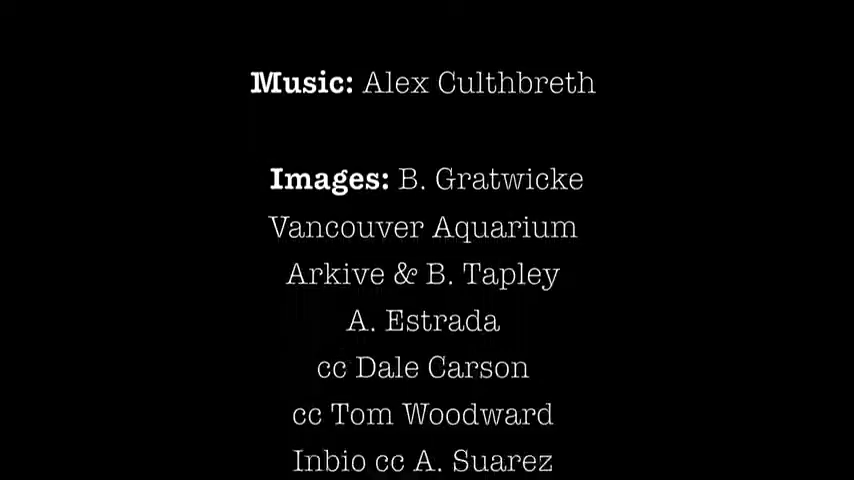 Music: Alex Culthbreth
Images: B. Gratwicke
Vancouver Aquarium
Arkive & B. Tapley
A. Estrada
cc Dale Carson
cc Tom Woodward
Inbio cc A. Suarez